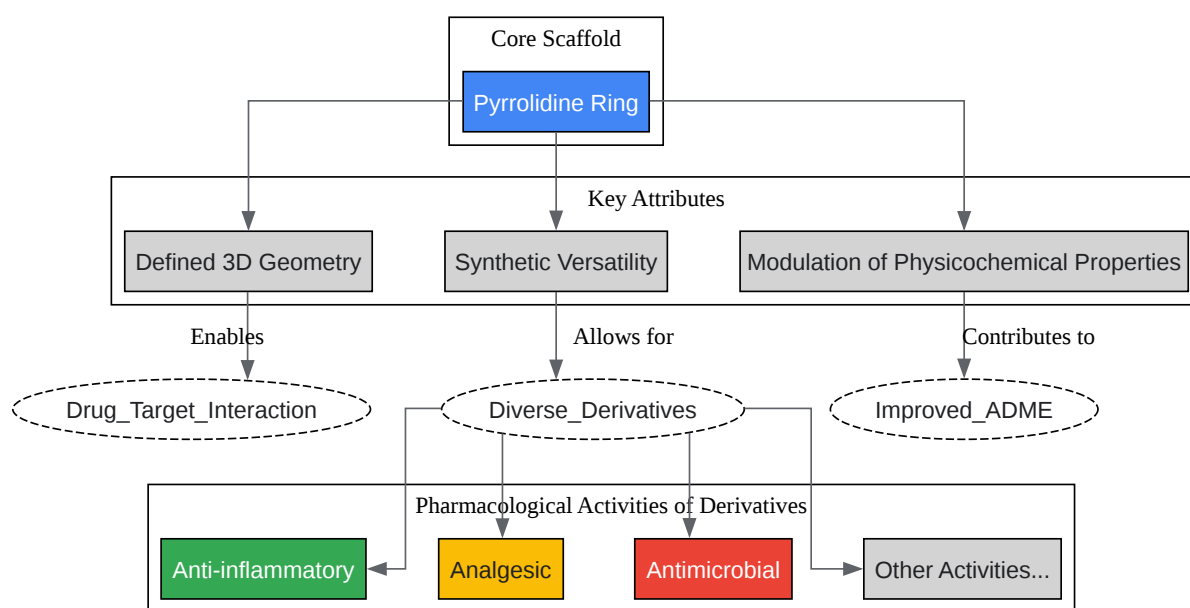 Core Scaffold
Pyrrolidine Ring
Key Attributes
Defined 3D Geometry
Synthetic Versatility
Modulation of Physicochemical Properties
Enables
Allows for
Contributes to
Drug_Target_Interaction
Diverse_Derivatives
Improved_ADME
Pharmacological Activities of Derivatives
Anti-inflammatory
Analgesic
Antimicrobial
Other Activities...